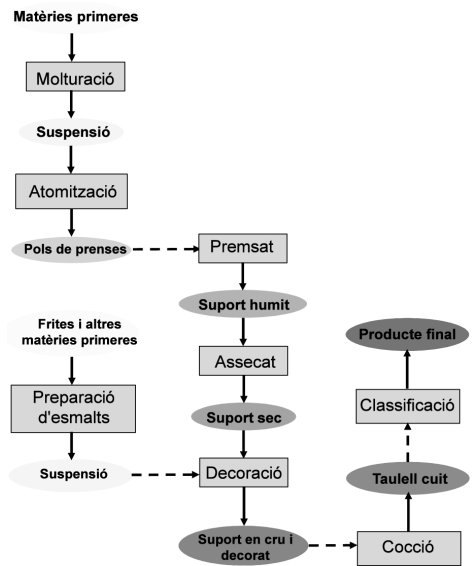 Matèries primeres
Molturació
Suspensió
Atomització
Pols de prenses
Premsat
Suport humit
Assecat
Suport sec
Frites i altres
matèries primeres
Preparació
d'esmalts
Suspensió
Decoració
Suport en cru i
decorat
Cocció
Taulell cuit
Classificació
Producte final